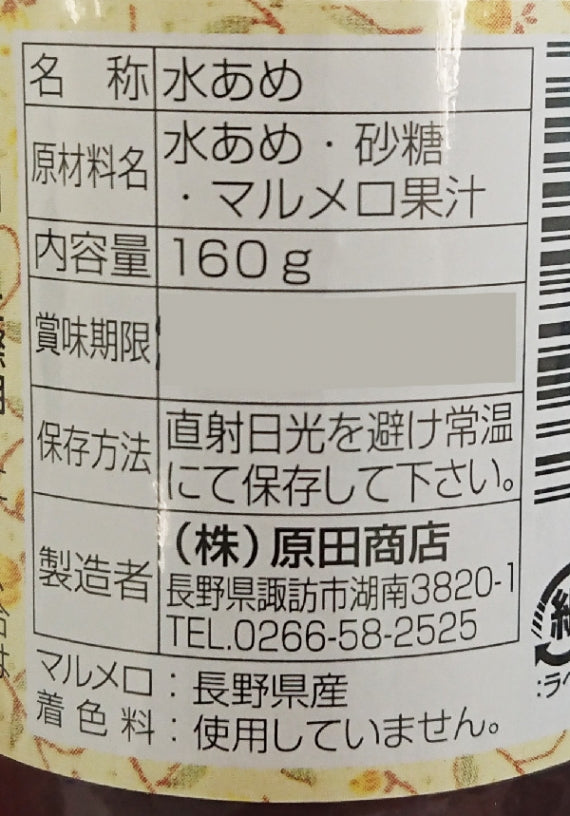 名 称 水あめ
原材料名 水あめ・砂糖
・マルメロ果汁
内容量 160g
賞味期限
保存方法 直射日光を避け常温
にて保存して下さい。
製造者 (株)原田商店
長野県諏訪市湖南3820-1
TEL.0266-58-2525
マルメロ：長野県産
着色料：使用していません。
:ラベ